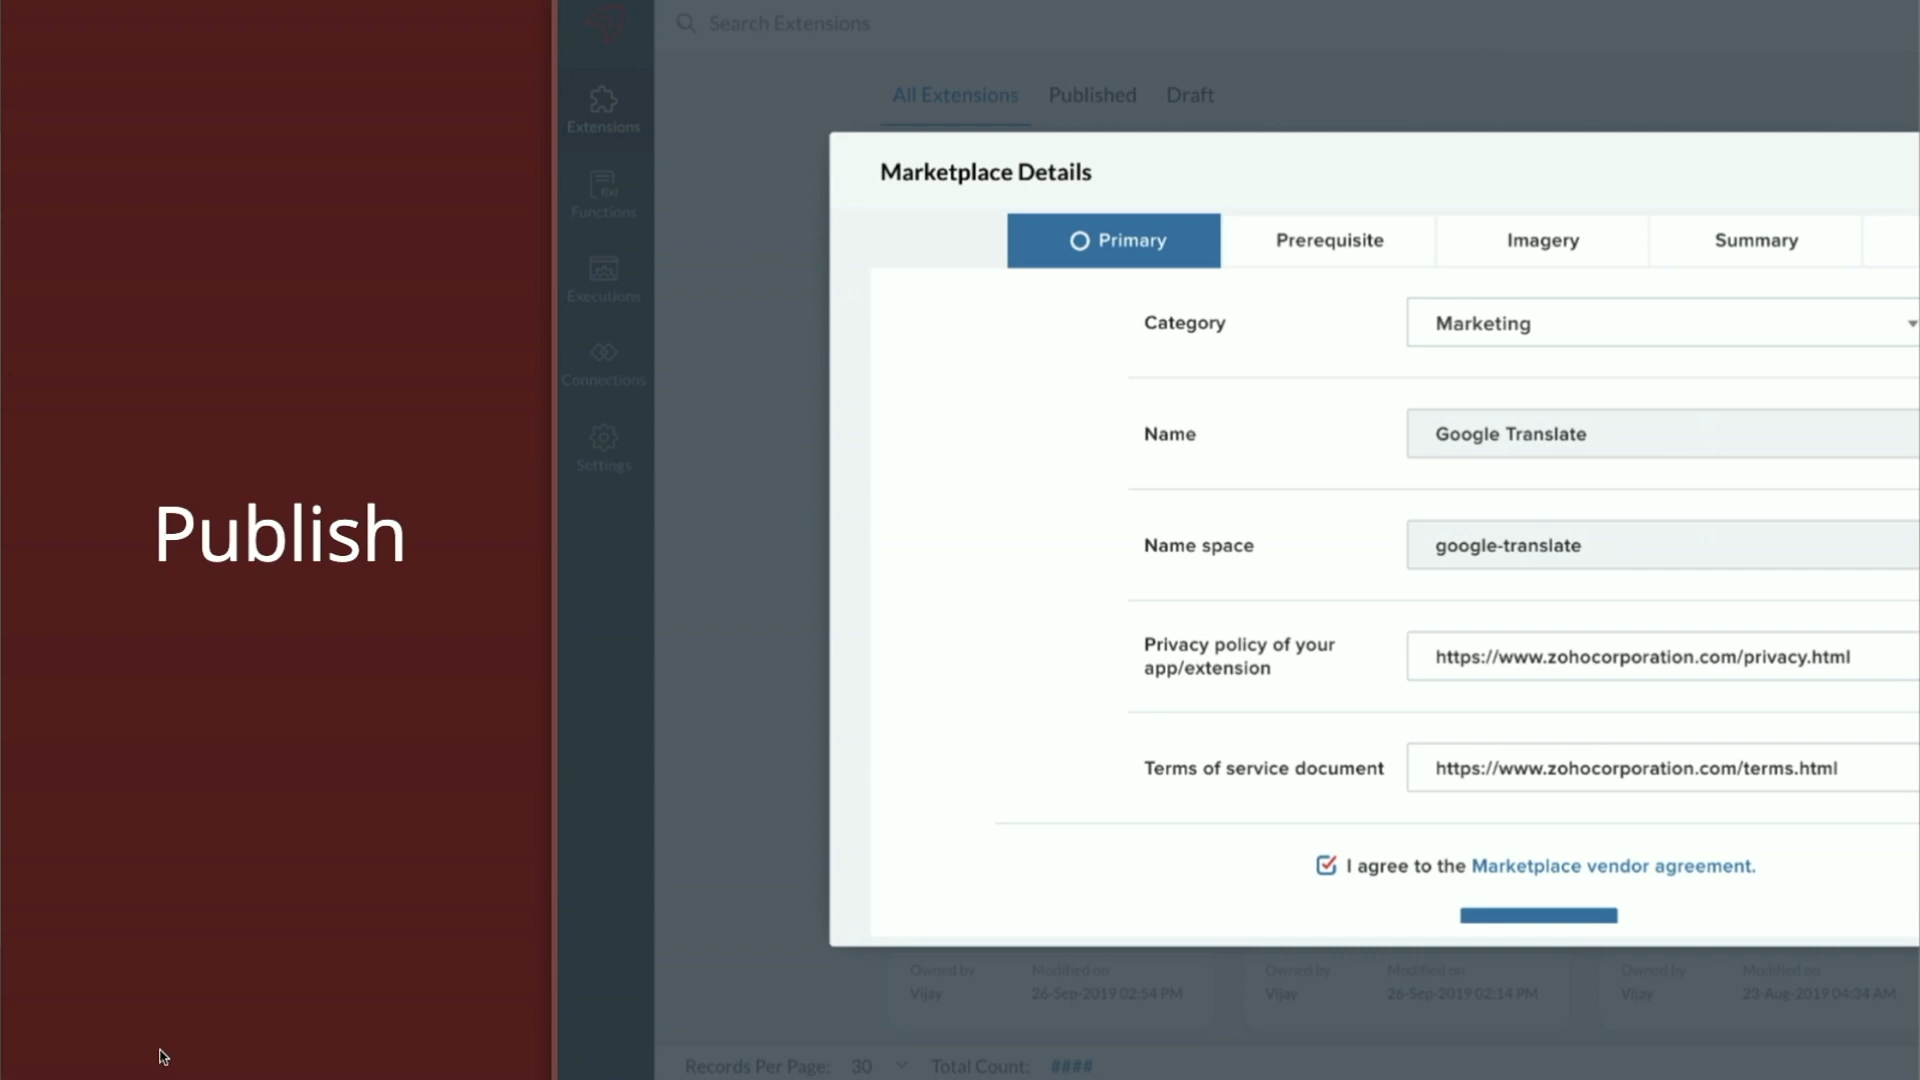 Publish
Search Extensions
All Extensions Published Draft
Extensions
Functions
Executions
Connections
Settings
Marketplace Details
Primary Prerequisite Imagery Summary
Category Marketing
Name Google Translate
Name space google-translate
Privacy policy of your
app/extension
https://www.zohocorporation.com/privacy.html
Terms of service document https://www.zohocorporation.com/terms.html
I agree to the Marketplace vendor agreement.
Owned by Modified on Owned by Modified on Owned by Modified on
Vijay 26-Sep-2019 02:54 PM Vijay 26-Sep-2019 02:14 PM Vijay 23-Aug-2019 04:34 AM
Records Per Page: 30 Total Count: ####